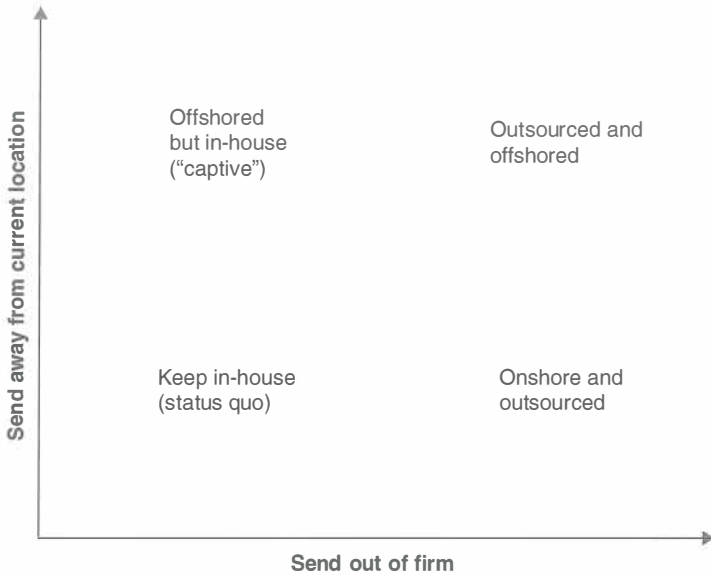 Send away from current location
Offshored
but in-house
(“captive”)
Outsourced and
offshored
Keep in-house
(status quo)
Onshore and
outsourced
Send out of firm